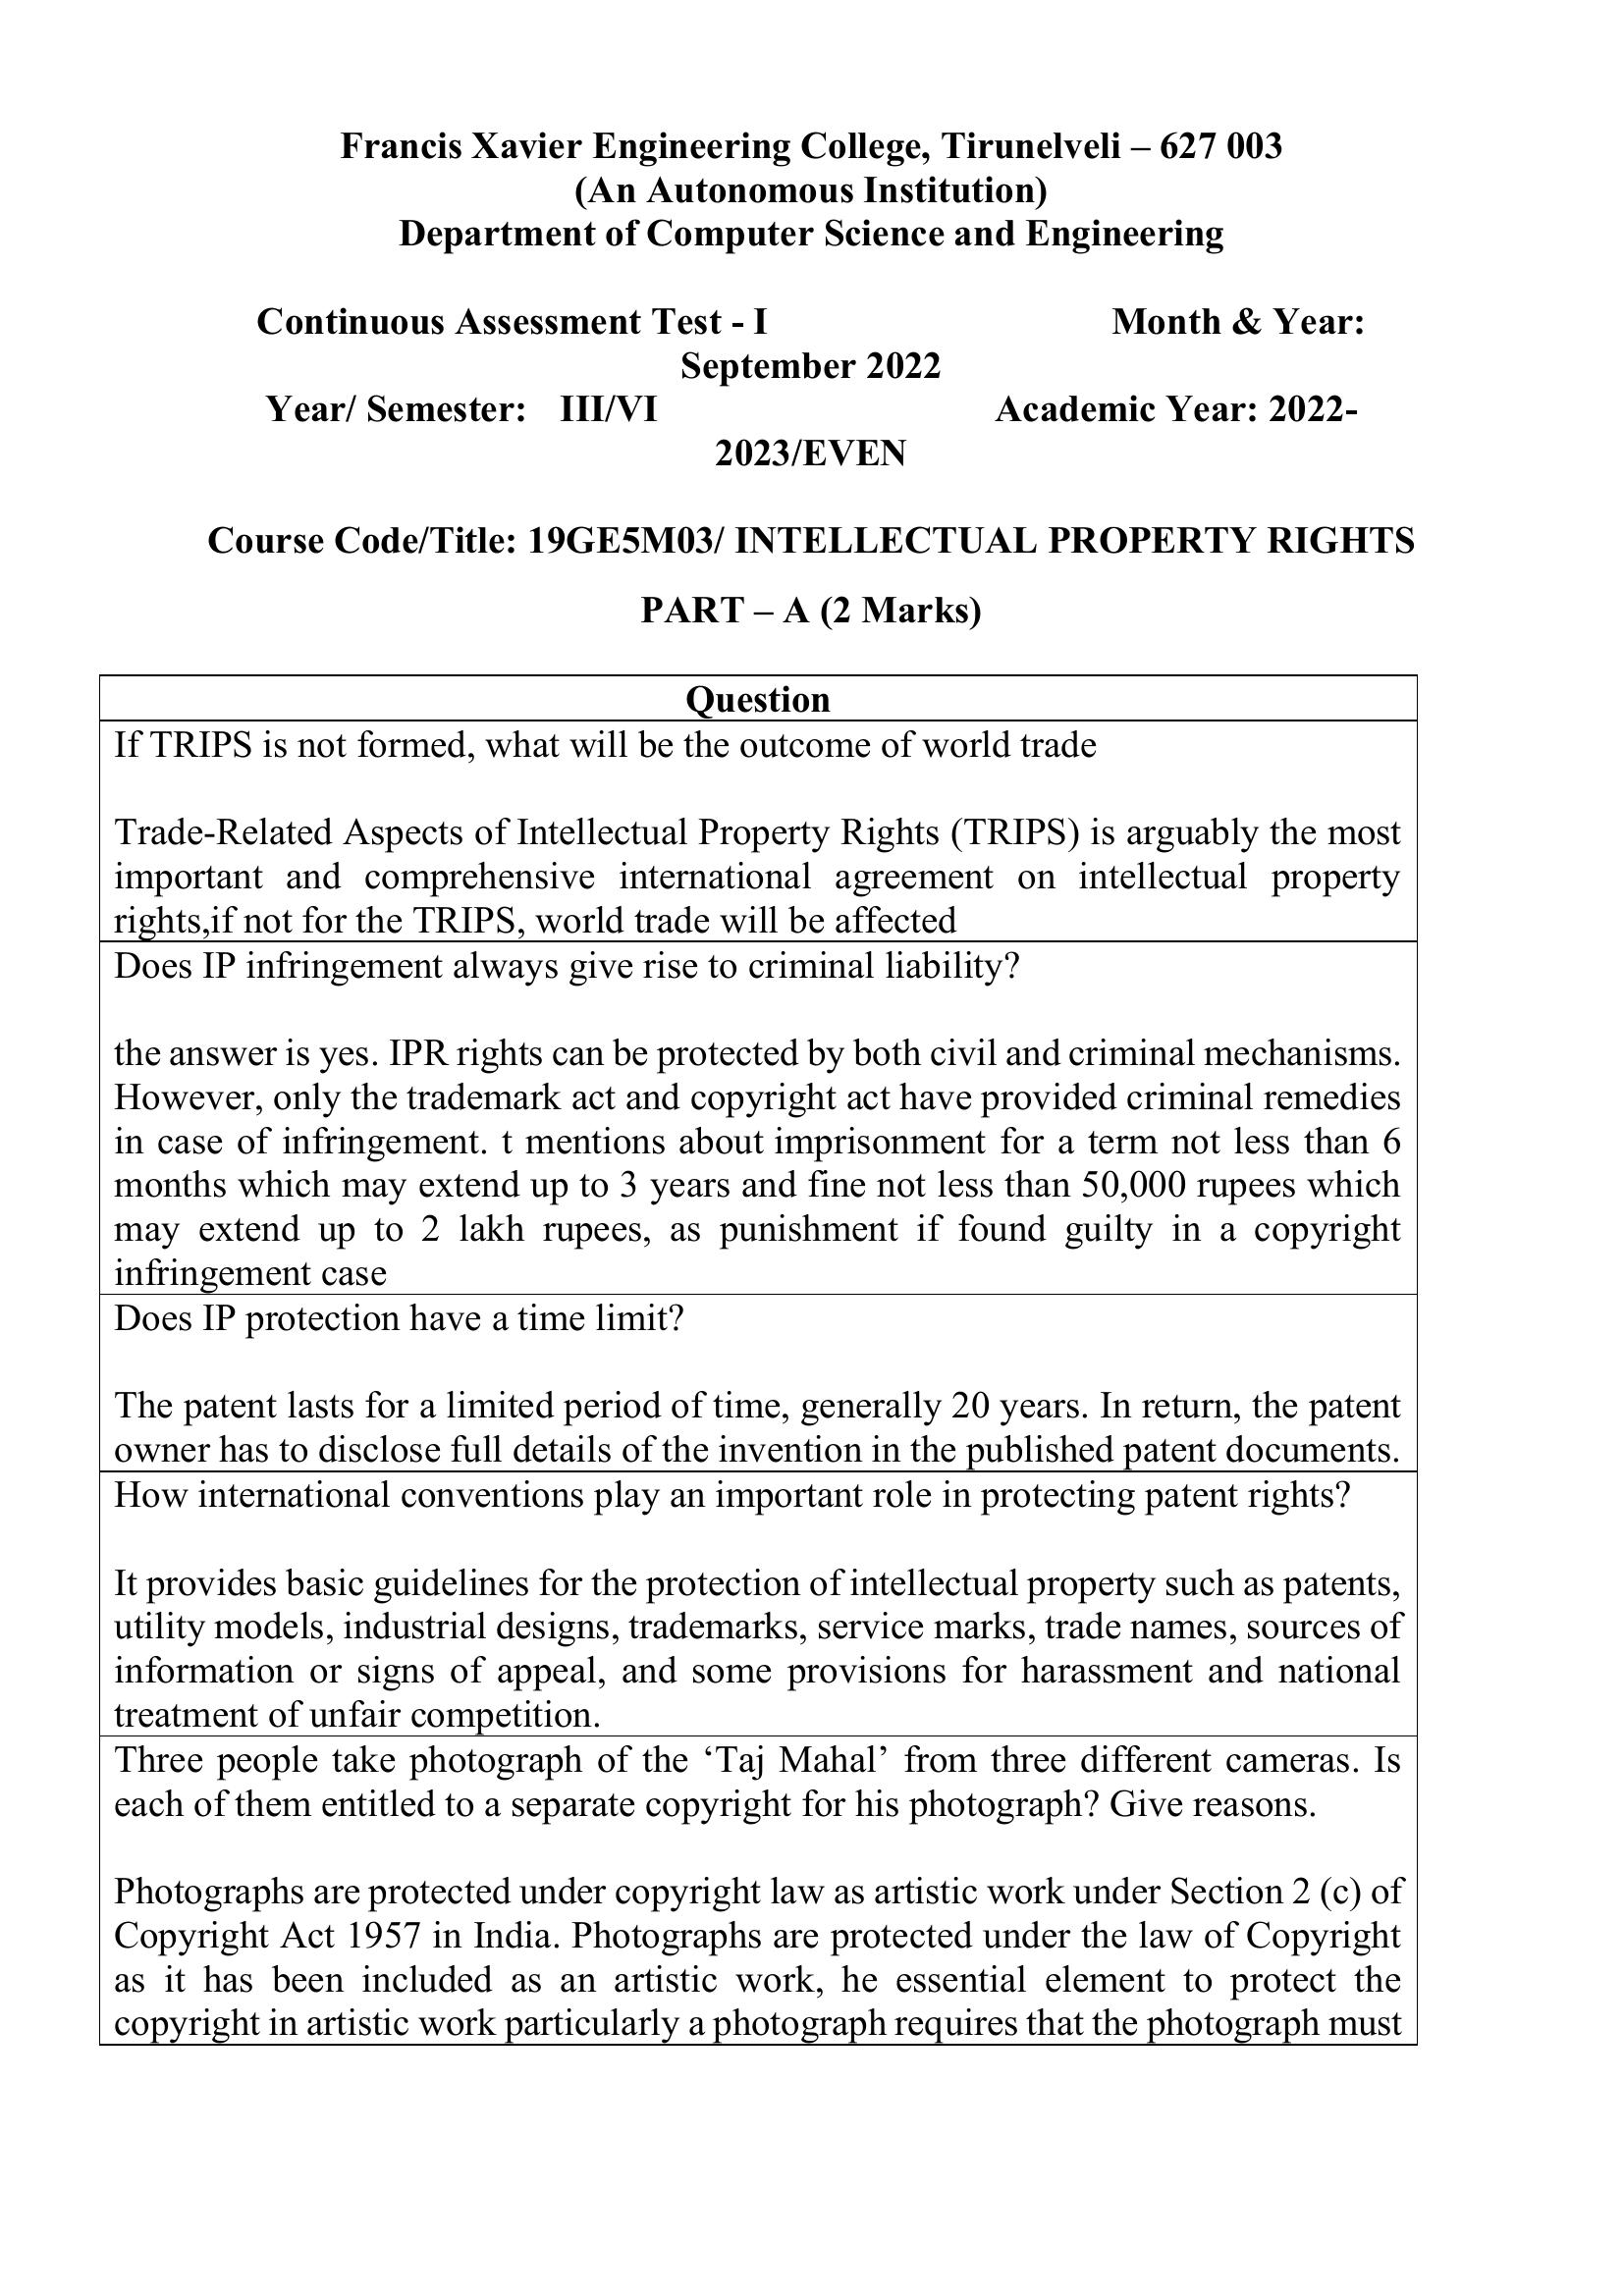 Francis Xavier Engineering College, Tirunelveli – 627 003
(An Autonomous Institution)
Department of Computer Science and Engineering
Continuous Assessment Test - I Month & Year:
September 2022
Year/ Semester: III/VI Academic Year: 2022-
2023/EVEN
Course Code/Title: 19GE5M03/ INTELLECTUAL PROPERTY RIGHTS
PART – A (2 Marks)
Question
If TRIPS is not formed, what will be the outcome of world trade
Trade-Related Aspects of Intellectual Property Rights (TRIPS) is arguably the most
important and comprehensive international agreement on intellectual property
rights,if not for the TRIPS, world trade will be affected
Does IP infringement always give rise to criminal liability?
the answer is yes. IPR rights can be protected by both civil and criminal mechanisms.
However, only the trademark act and copyright act have provided criminal remedies
in case of infringement. t mentions about imprisonment for a term not less than 6
months which may extend up to 3 years and fine not less than 50,000 rupees which
may extend up to 2 lakh rupees, as punishment if found guilty in a copyright
infringement case
Does IP protection have a time limit?
The patent lasts for a limited period of time, generally 20 years. In return, the patent
owner has to disclose full details of the invention in the published patent documents.
How international conventions play an important role in protecting patent rights?
It provides basic guidelines for the protection of intellectual property such as patents,
utility models, industrial designs, trademarks, service marks, trade names, sources of
information or signs of appeal, and some provisions for harassment and national
treatment of unfair competition.
Three people take photograph of the ‘Taj Mahal’ from three different cameras. Is
each of them entitled to a separate copyright for his photograph? Give reasons.
Photographs are protected under copyright law as artistic work under Section 2 (c) of
Copyright Act 1957 in India. Photographs are protected under the law of Copyright
as it has been included as an artistic work, he essential element to protect the
copyright in artistic work particularly a photograph requires that the photograph must